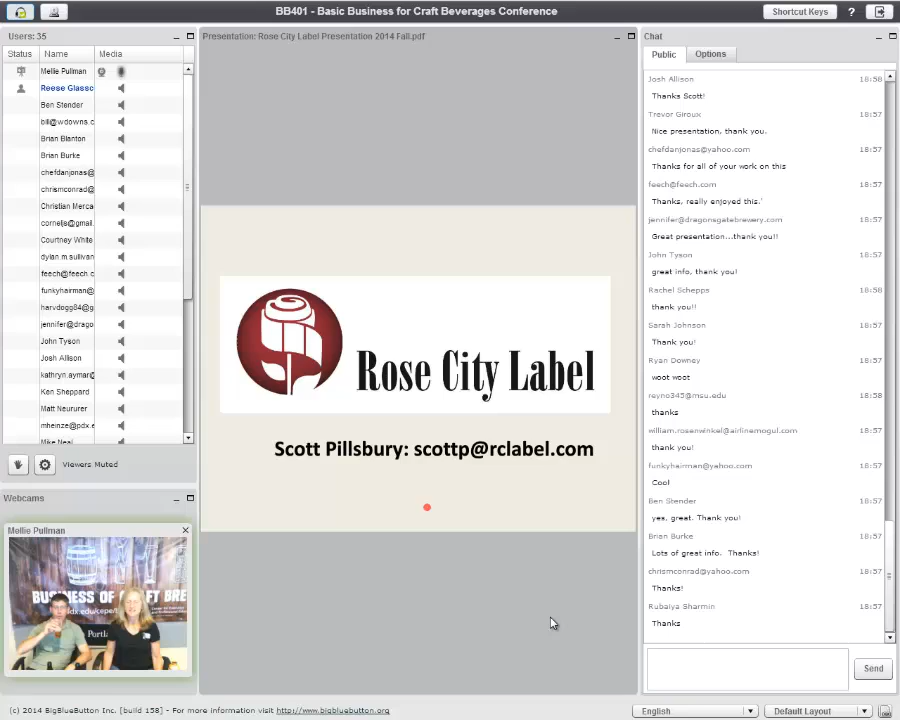 BB401 - Basic Business for Craft Beverages Conference
Shortcut Keys
?
Users: 35
Status Name Media
Mellie Pullman
Reese Glassc
Ben Stender
bill@wdowns.c
Brian Blanton
Brian Burke
chefdanjonas@
chrismconrad@
Christian Merca
cornel
Courtney White
dylan.m.sullivan
feech@feech.c
funkyhairman@
harvdogg84@g
jennifer@drago
John Tyson
Josh Allison
kathryn.aymar
Ken Sheppard
Matt Neururer
mheinze@pdx.e
Mike Neal
Viewers Muted
Webcams
Mellie Pullman
BUSINESS OF CRAFT BRE
Portla
Presentation: Rose City Label Presentation 2014 Fall.pdf
Rose City Label
Scott Pillsbury: scottp@rclabel.com
Chat
Public Options
Josh Allison 18:58
Thanks Scott!
Trevor Giroux 18:57
Nice presentation, thank you.
chefdanjonas@yahoo.com 18:57
Thanks for all of your work on this
feech@feech.com 18:57
Thanks, really enjoyed this.'
jennifer@dragonsgatebrewery.com 18:57
Great presentation...thank you!!
John Tyson 18:57
great info, thank you!
Rachel Schepps 18:58
thank you!!
Sarah Johnson 18:57
Thank you!
Ryan Downey 18:57
woot woot
reyno345@msu.edu 18:57
thanks
william.rosenwinkel@airlinemogul.com 18:57
thank you!
funkyhairman@yahoo.com 18:57
Cool
Ben Stender 18:57
yes, great. Thank you!
Brian Burke 18:57
Lots of great info. Thanks!
chrismconrad@yahoo.com 18:57
Thanks!
Rubaiya Sharmin 18:57
Thanks
Send
(c) 2014 BigBlueButton Inc. [build 158] - For more information visit http://www.bigbluebutton.org
English
Default Layout